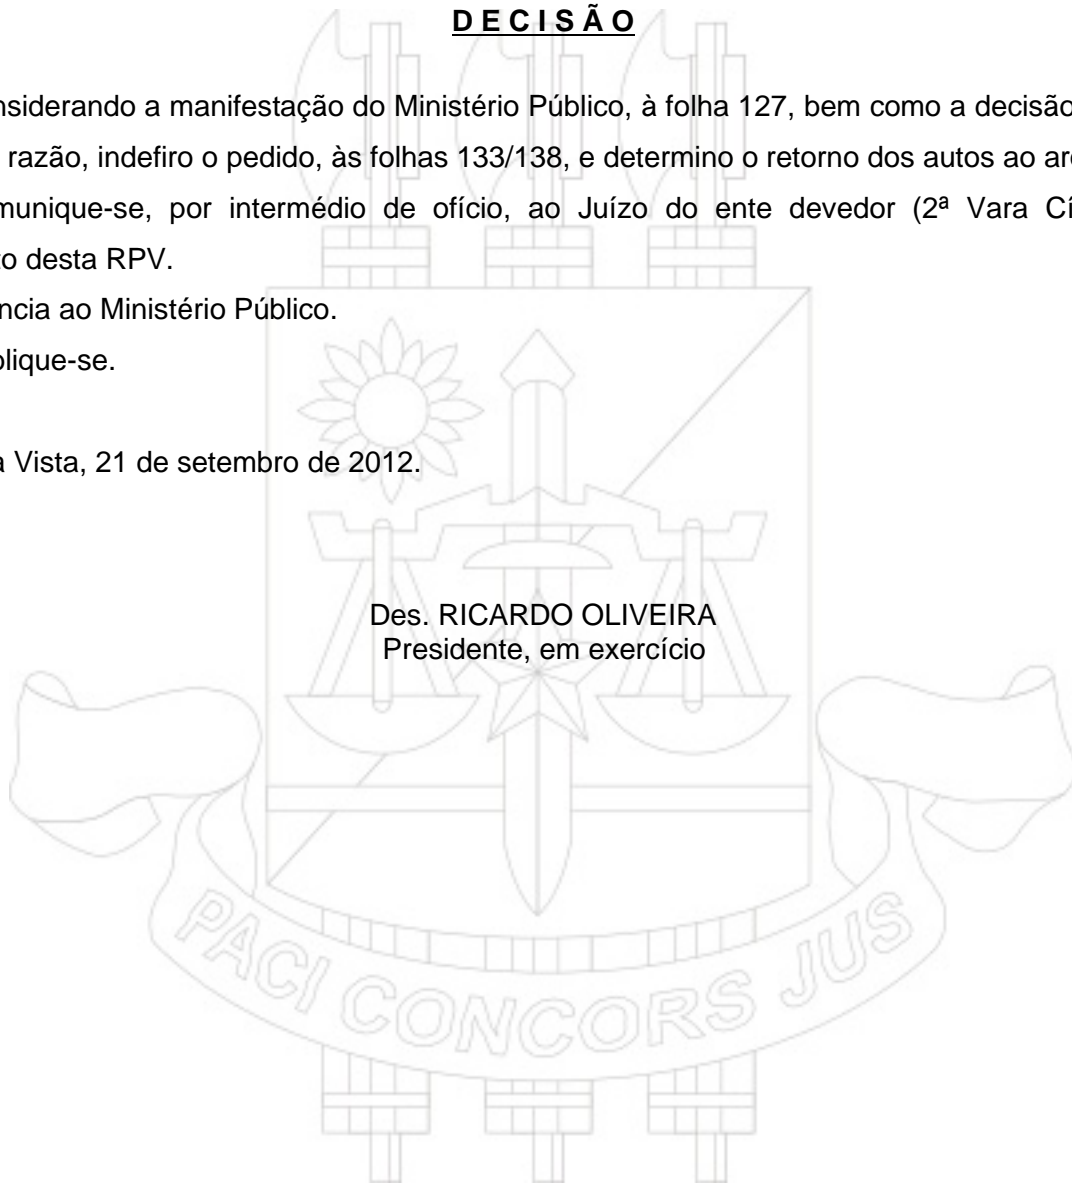 D E C I S Ã O
nsiderando a manifestação do Ministério Público, à folha 127, bem como a decisão
razão, indefiro o pedido, às folhas 133/138, e determino o retorno dos autos ao ar
munique-se, por intermédio de ofício, ao Juízo do ente devedor (2ª Vara Cí
to desta RPV.
ncia ao Ministério Público.
olique-se.
a Vista, 21 de setembro de 2012.
Des. RICARDO OLIVEIRA
Presidente, em exercício
PACI CONCORS JUS